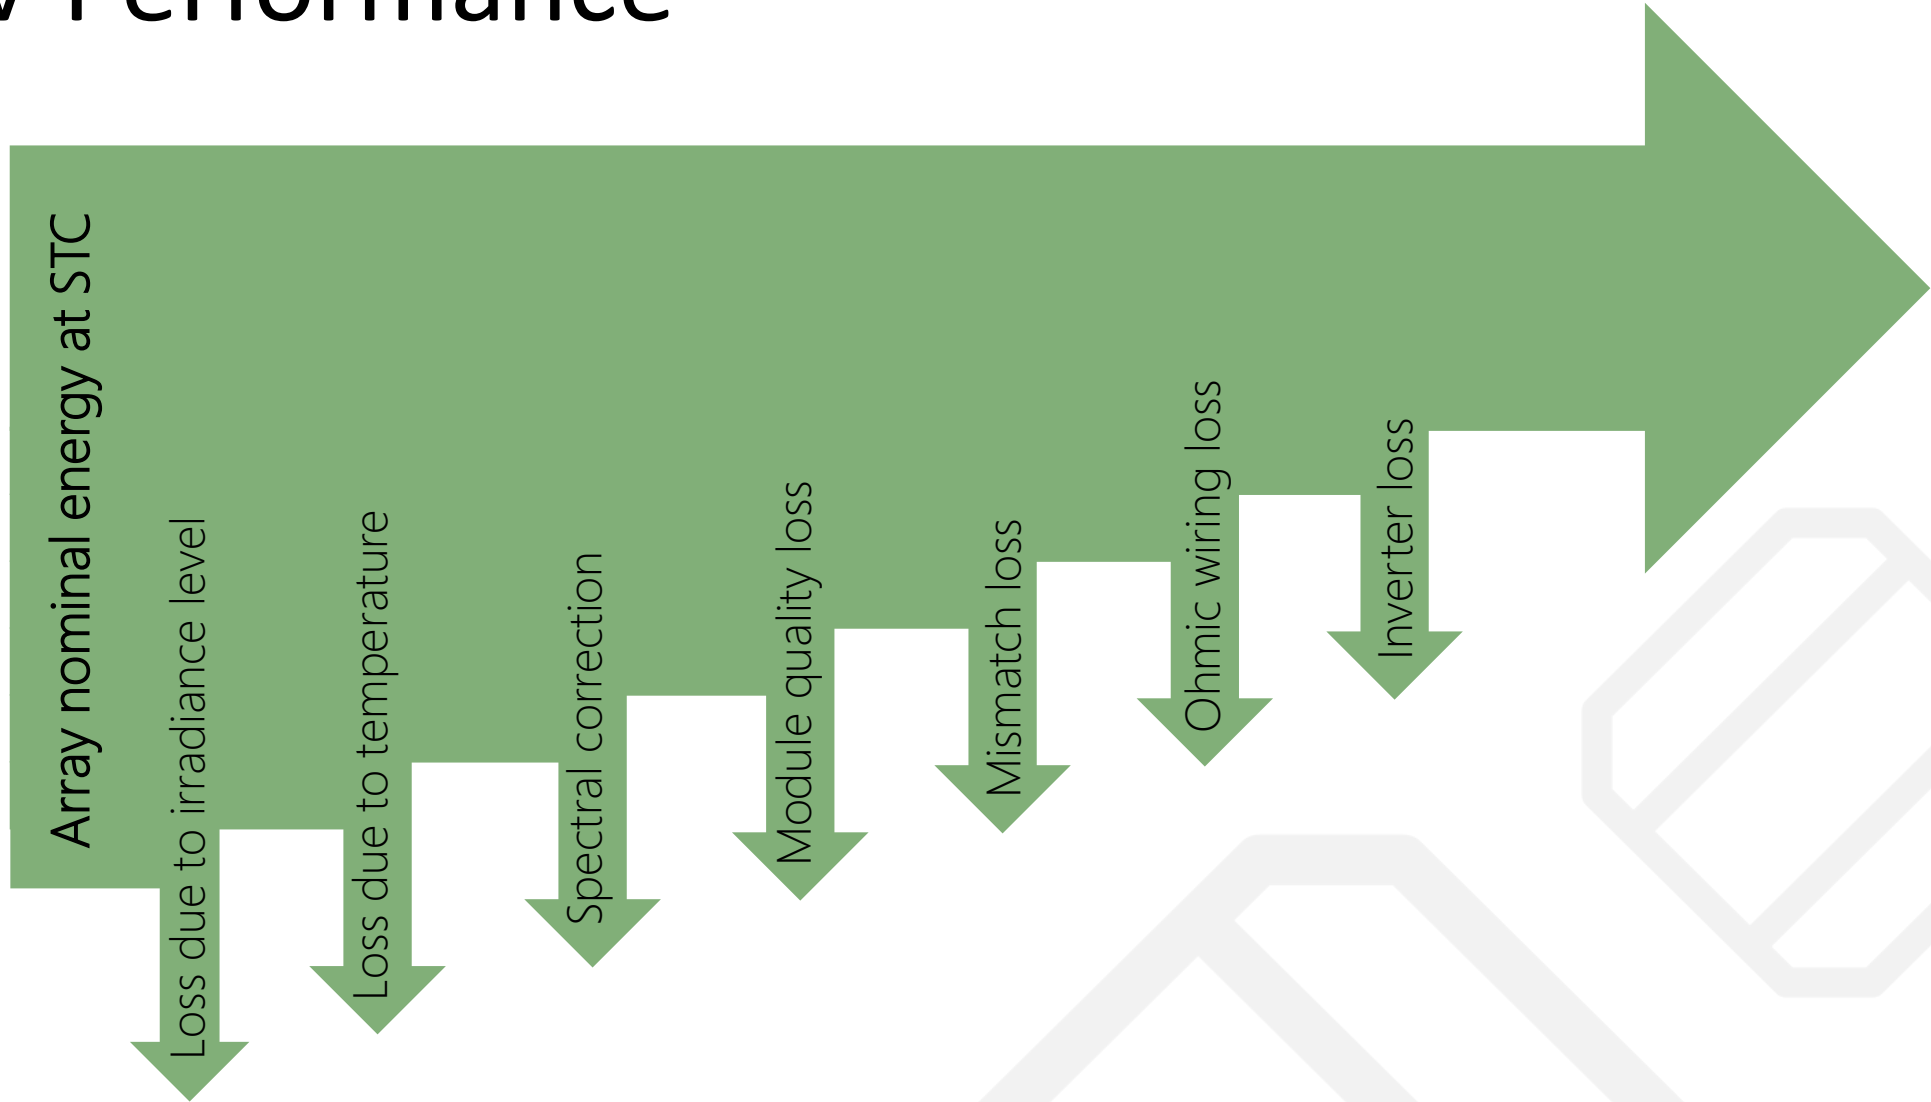 Performance
Array nominal energy at STC
Loss due to irradiance level
Loss due to temperature
Spectral correction
Module quality loss
Mismatch loss
Ohmic wiring loss
Inverter loss